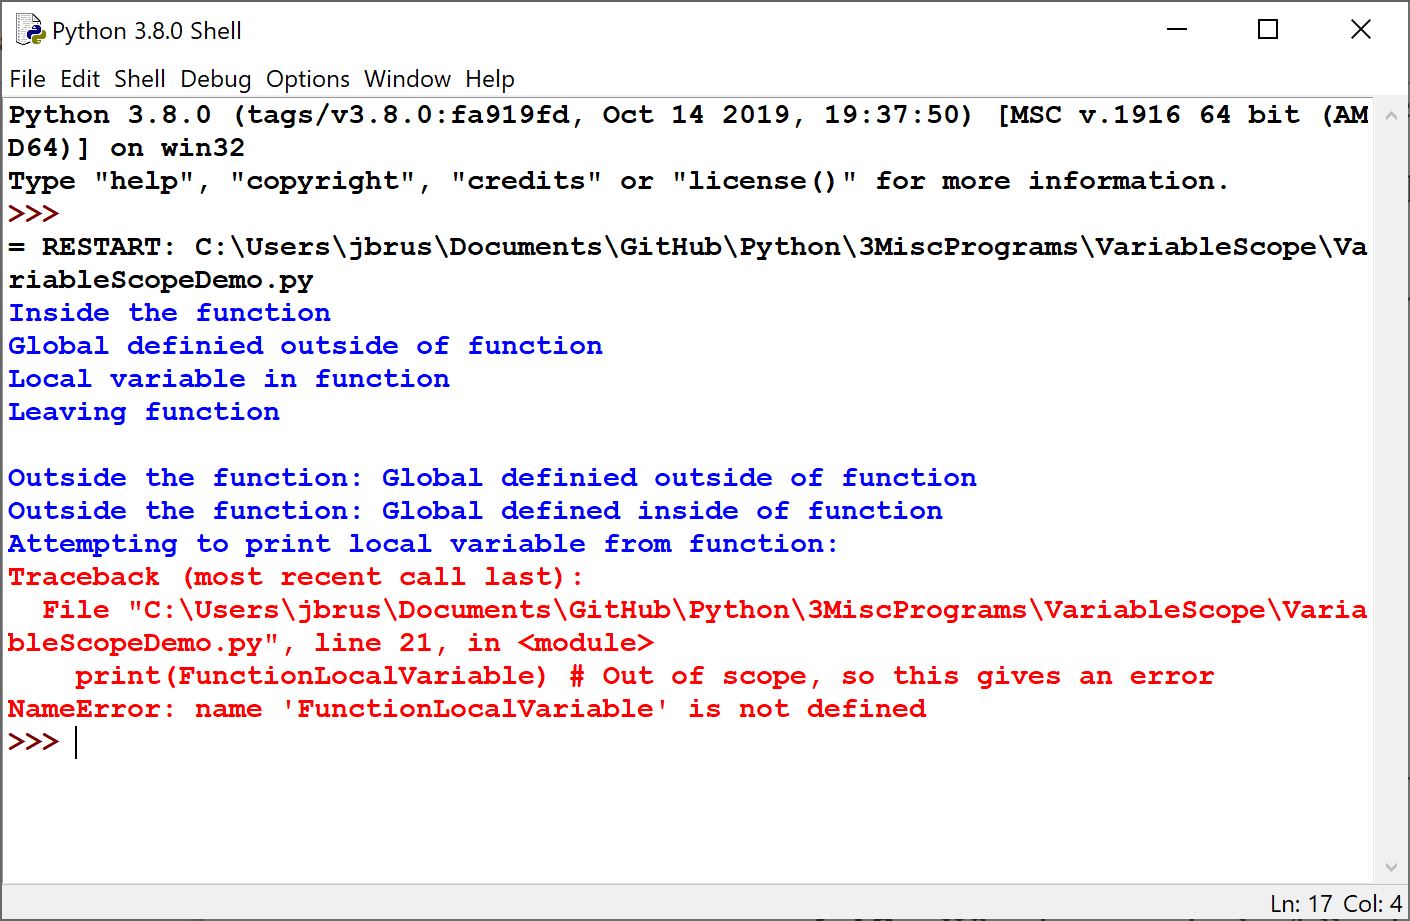 Python 3.8.0 Shell
File Edit Shell Debug Options Window Help
Python 3.8.0 (tags/v3.8.0:fa919fd, Oct 14 2019, 19:37:50) [MSC v.1916 64 bit (AM
D64)] on win32
Type "help", "copyright", "credits" or "license()" for more information.
>>>
= RESTART: C:\Users\jbrus\Documents\GitHub\Python\3MiscPrograms\VariableScope\Va
riableScopeDemo.py
Inside the function
Global definied outside of function
Local variable in function
Leaving function

Outside the function: Global definied outside of function
Outside the function: Global defined inside of function
Attempting to print local variable from function:
Traceback (most recent call last):
  File "C:\Users\jbrus\Documents\GitHub\Python\3MiscPrograms\VariableScope\Varia
bleScopeDemo.py", line 21, in <module>
    print(FunctionLocalVariable) # Out of scope, so this gives an error
NameError: name 'FunctionLocalVariable' is not defined
>>>
Ln: 17 Col: 4